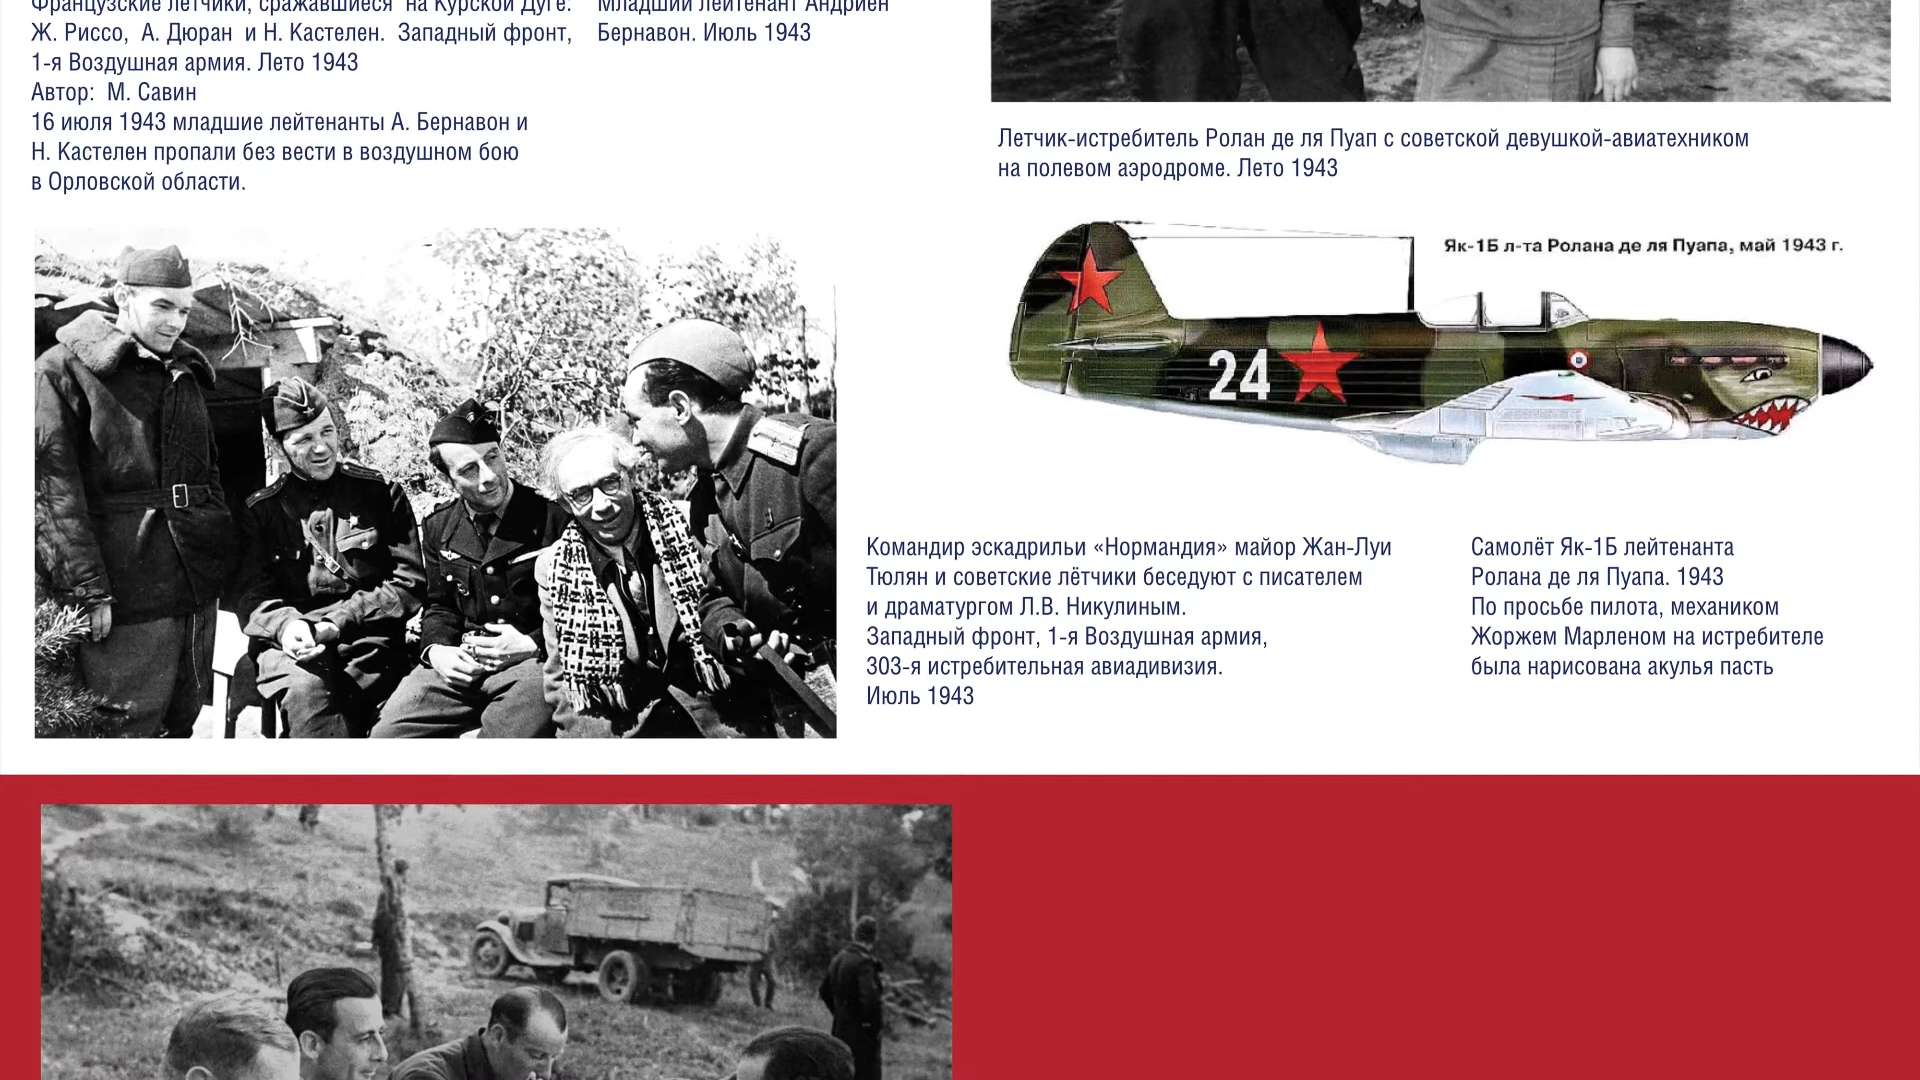 Французские летчики, сражавшиеся на Курской Дуге:
Ж. Риссо, А. Дюран и Н. Кастелен. Западный фронт,
1-я Воздушная армия. Лето 1943
Автор: М. Савин
16 июля 1943 младшие лейтенанты А. Бернавон и
Н. Кастелен пропали без вести в воздушном бою
в Орловской области.
Младший лейтенант Андриен
Бернавон. Июль 1943
Летчик-истребитель Ролан де ля Пуап с советской девушкой-авиатехником
на полевом аэродроме. Лето 1943
Як-1Б л-та Ролана де ля Пуапа, май 1943 г.
24
Командир эскадрильи «Нормандия» майор Жан-Луи
Тюлян и советские лётчики беседуют с писателем
и драматургом Л.В. Никулиным.
Западный фронт, 1-я Воздушная армия,
303-я истребительная авиадивизия.
Июль 1943
Самолёт Як-1Б лейтенанта
Ролана де ля Пуапа. 1943
По просьбе пилота, механиком
Жоржем Марленом на истребителе
была нарисована акулья пасть